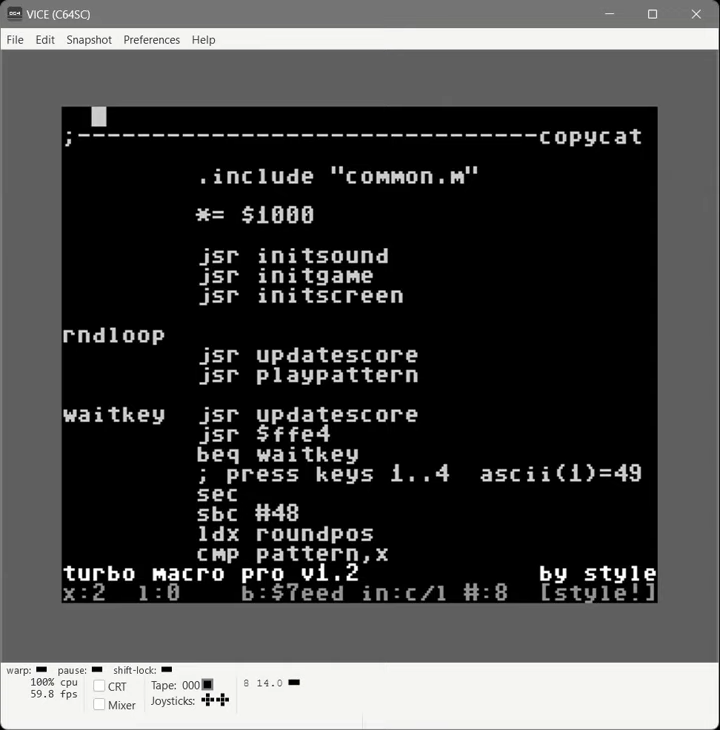 VICE (C64SC)
File Edit Snapshot Preferences Help
;-------------------------------copycat
.include "common.m"
*= $1000
jsr initsound
jsr initgame
jsr initscreen
rndloop
jsr updatescore
jsr playpattern
waitkey jsr updatescore
jsr $ffe4
beq waitkey
; press keys 1..4 ascii(1)=49
sec
sbc #48
ldx roundpos
cmp pattern,x
turbo macro pro v1.2 by style
x:2 l:0 b:$7eed in:c/l #:8 [style!]
warp: pause: shift-lock:
100% cpu
59.8 fps
CRT
Mixer
Tape: 000
Joysticks:
8 14.0